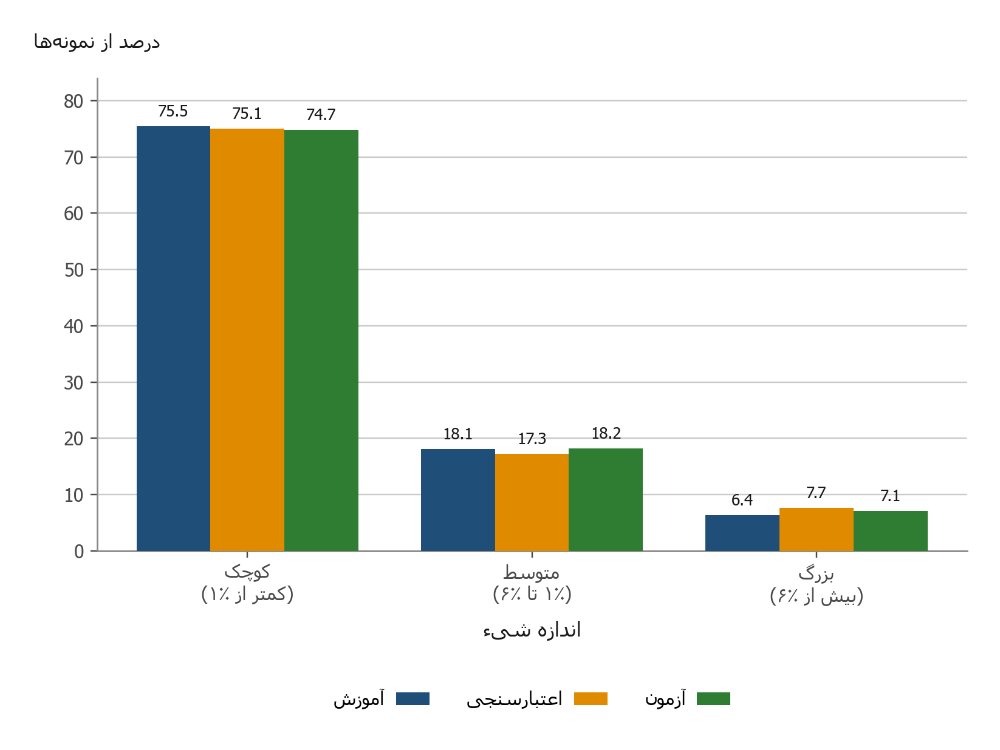 درصد از نمونه‌ها
80
70
60
50
40
30
20
10
0
75.5
75.1
74.7
18.1
17.3
18.2
6.4
7.7
7.1
کوچک
(کمتر از ۱٪)
متوسط
(۱٪ تا ۶٪)
بزرگ
(بیش از ۶٪)
اندازه شیء
آموزش
اعتبارسنجی
آزمون